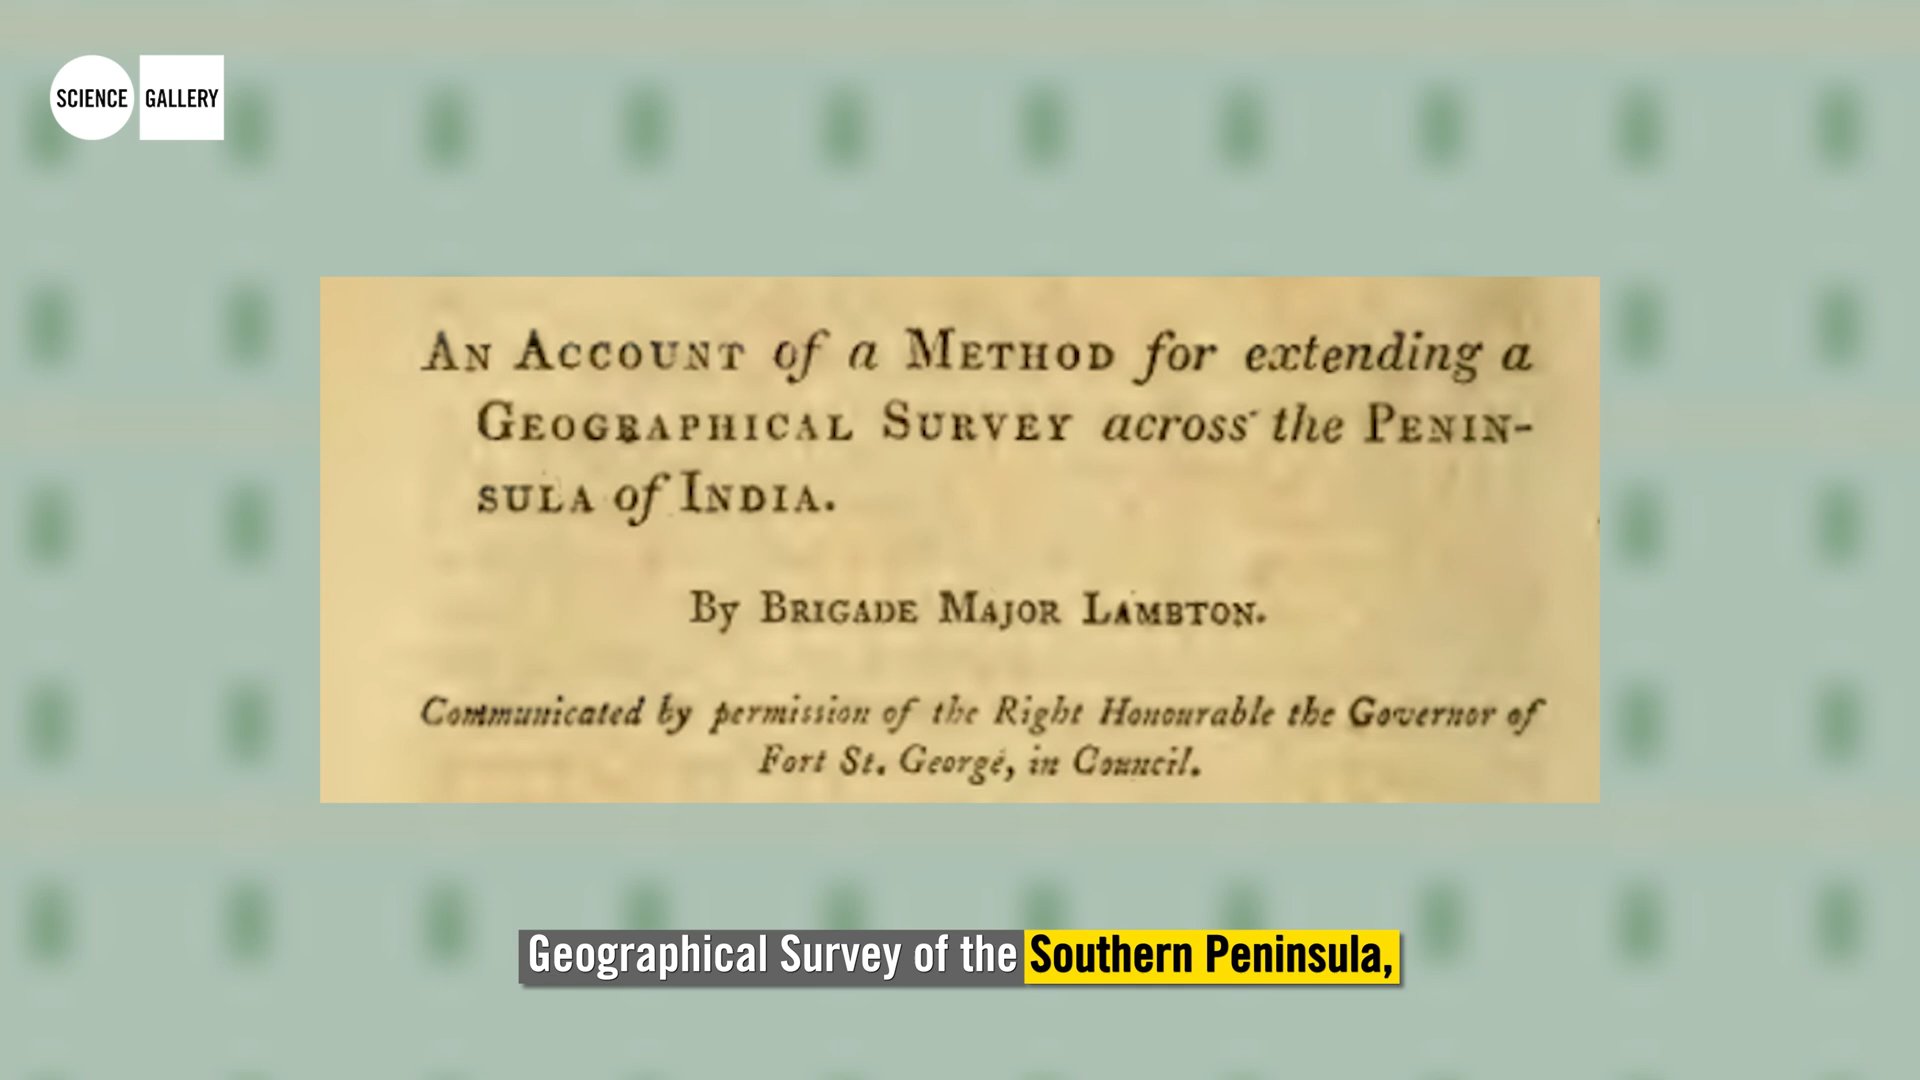 SCIENCE GALLERY
AN ACCOUNT of a METHOD for extending a
GEOGRAPHICAL SURVEY across the PENIN-
SULA of INDIA.
By BRIGADE MAJOR LAMBTON.
Communicated by permission of the Right Honourable the Governor of
Fort St. George, in Council.
Geographical Survey of the Southern Peninsula,